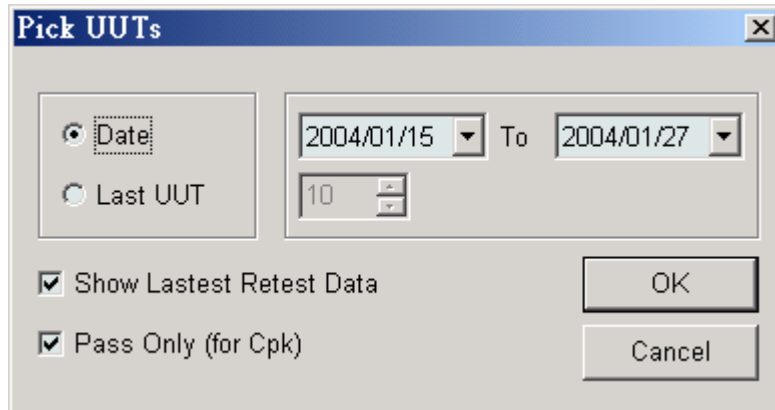 Pick UUTs
Date
2004/01/15 To 2004/01/27
Last UUT
10
Show Lastest Retest Data
OK
Pass Only (for Cpk)
Cancel